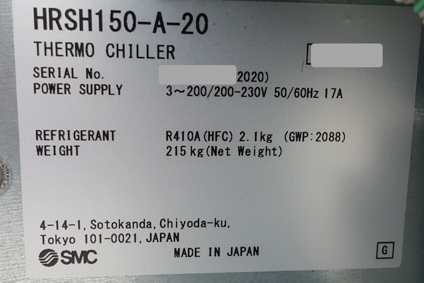 HRSH150-A-20
THERMO CHILLER
SERIAL No. 2020)
POWER SUPPLY 3~200/200-230V 50/60Hz 17A
REFRIGERANT R410A(HFC) 2.1kg (GWP:2088)
WEIGHT 215kg(Net Weight)
4-14-1, Sotokanda, Chiyoda-ku,
Tokyo 101-0021, JAPAN
SMC MADE IN JAPAN G